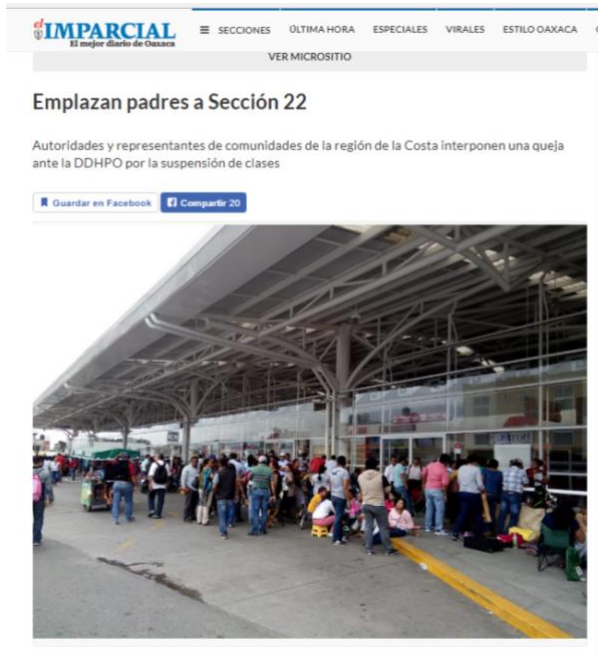 el
IMPARCIAL
El mejor diario de Oaxaca
SECCIONES ÚLTIMA HORA ESPECIALES VIRALES ESTILO OAXACA
VER MICROSITIO
Emplazan padres a Sección 22
Autoridades y representantes de comunidades de la región de la Costa interponen una queja
ante la DDHPO por la suspensión de clases
Guardar en Facebook Compartir 20